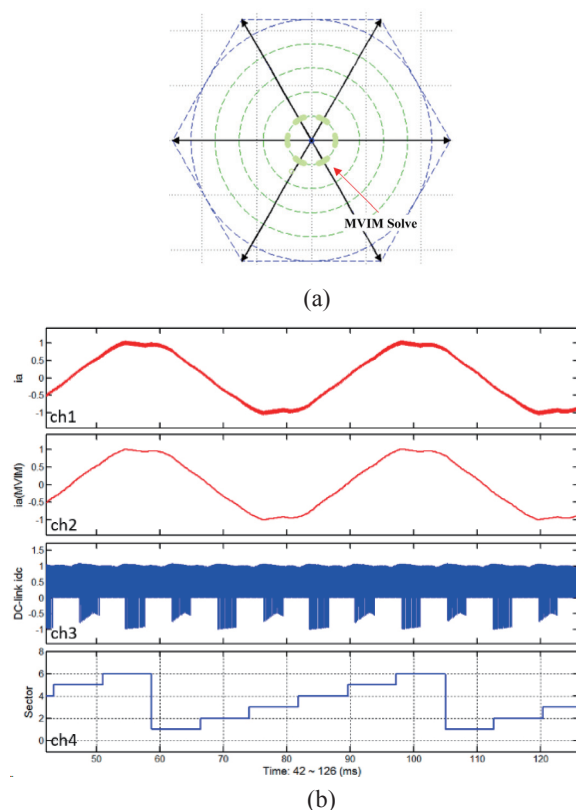 MVIM Solve
(a)
1
0.5
0
-0.5
-1
ia
ch1
1
0.5
0
-0.5
-1
ia(MVIM)
ch2
1.5
1
0.5
0
-0.5
-1
DC-link idc
ch3
8
6
4
2
0
Sector
ch4
50 60 70 80 90 100 110 120
Time: 42 ~ 126 (ms)
(b)